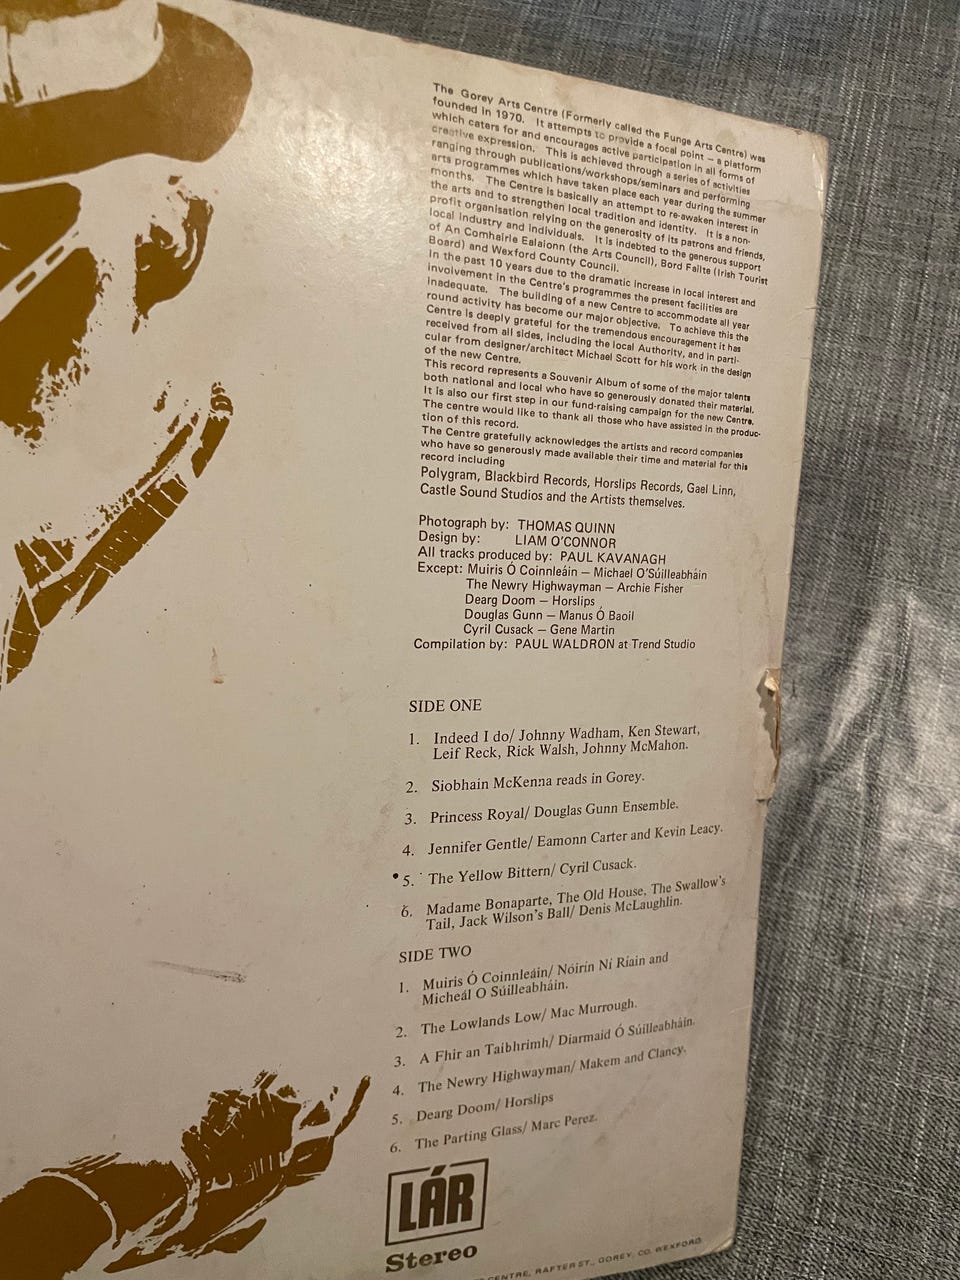 The Gorey Arts Centre (Formerly called the Funge Arts Centre) was
founded in 1970. It attempts to provide a focal point – a platform
which caters for and encourages active participation in all forms of
creative expression. This is achieved through a series of activities
ranging through publications/workshops/seminars and performing
arts programmes which have taken place each year during the summer
months. The Centre is basically an attempt to re-awaken interest in
the arts and to strengthen local tradition and identity. It is a non-
profit organisation relying on the generosity of its patrons and friends,
local industry and individuals. It is indebted to the generous support
of An Comhairle Ealaionn (the Arts Council), Bord Failte (Irish Tourist
Board) and Wexford County Council.
In the past 10 years due to the dramatic increase in local interest and
involvement in the Centre's programmes the present facilities are
inadequate. The building of a new Centre to accommodate all year
round activity has become our major objective. To achieve this the
Centre is deeply grateful for the tremendous encouragement it has
received from all sides, including the local Authority, and in parti-
cular from designer/architect Michael Scott for his work in the design
of the new Centre.
This record represents a Souvenir Album of some of the major talents
both national and local who have so generously donated their material.
It is also our first step in our fund-raising campaign for the new Centre.
The centre would like to thank all those who have assisted in the produc-
tion of this record.
The Centre gratefully acknowledges the artists and record companies
who have so generously made available their time and material for this
record including
Polygram, Blackbird Records, Horslips Records, Gael Linn,
Castle Sound Studios and the Artists themselves.
Photograph by: THOMAS QUINN
Design by: LIAM O'CONNOR
All tracks produced by: PAUL KAVANAGH
Except: Muiris Ó Coinnleáin – Michael O'Súilleabháin
The Newry Highwayman – Archie Fisher
Dearg Doom – Horslips
Douglas Gunn – Manus Ó Baoil
Cyril Cusack – Gene Martin
Compilation by: PAUL WALDRON at Trend Studio
SIDE ONE
1. Indeed I do/ Johnny Wadham, Ken Stewart,
Leif Reck, Rick Walsh, Johnny McMahon.
2. Siobhain McKenna reads in Gorey.
3. Princess Royal/ Douglas Gunn Ensemble.
4. Jennifer Gentle/ Eamonn Carter and Kevin Leacy.
5. The Yellow Bittern/ Cyril Cusack.
6. Madame Bonaparte, The Old House, The Swallow's
Tail, Jack Wilson's Ball/ Denis McLaughlin.
SIDE TWO
1. Muiris Ó Coinnleáin/ Nóirín Ní Riain and
Micheál O Súilleabháin.
2. The Lowlands Low/ Mac Murrough.
3. A Fhir an Taibhrimh/ Diarmaid Ó Súilleabháin.
4. The Newry Highwayman/ Makem and Clancy.
5. Dearg Doom/ Horslips
6. The Parting Glass/ Marc Perez.
LÁR
Stereo
CENTRE, RAFTER ST., GOREY, CO. WEXFORD